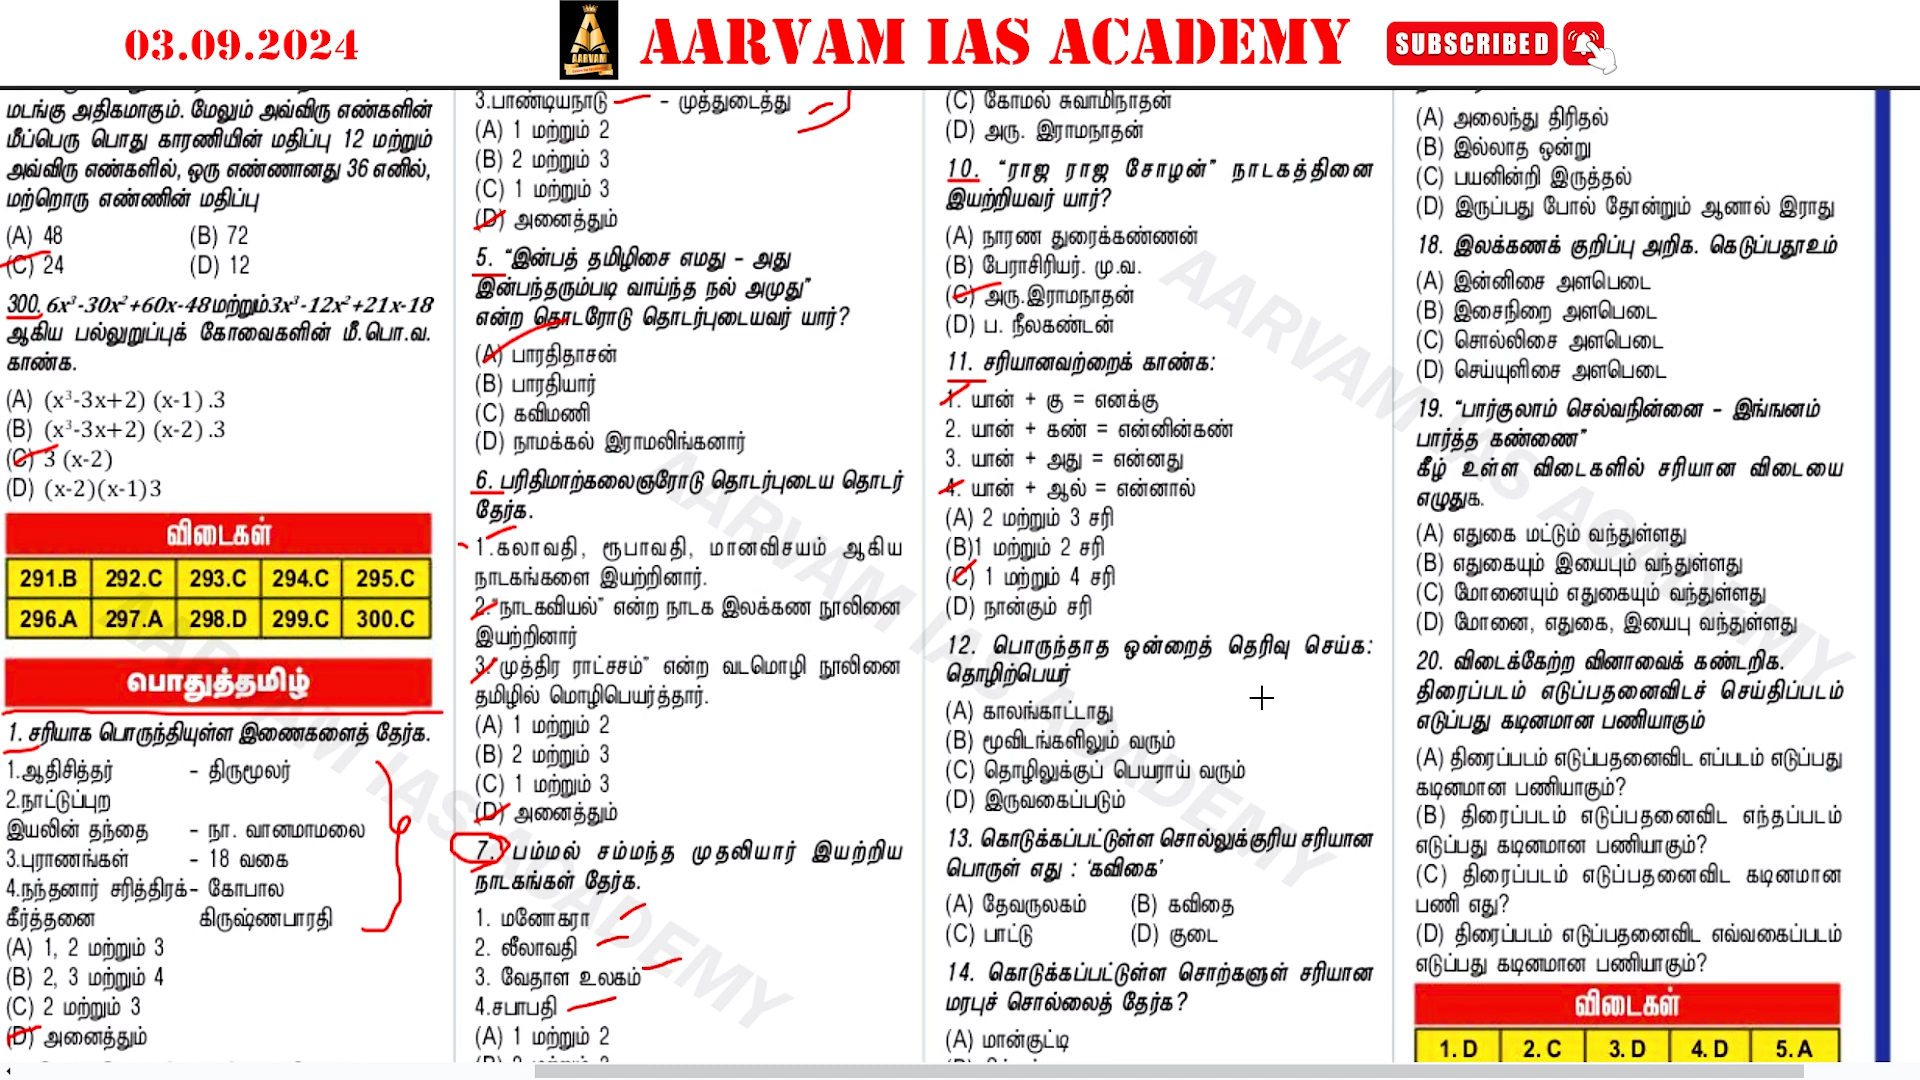 03.09.2024
AARVAM
AARVAM IAS ACADEMY
SUBSCRIBED
மடங்கு அதிகமாகும். மேலும் அவ்விரு எண்களின்
மீப்பெரு பொது காரணியின் மதிப்பு 12 மற்றும்
அவ்விரு எண்களில், ஒரு எண்ணானது 36 எனில்,
மற்றொரு எண்ணின் மதிப்பு
(A) 48 (B) 72
(C) 24 (D) 12
300. 6x³-30x²+60x-48 மற்றும் 3x³-12x²+21x-18
ஆகிய பல்லுறுப்புக் கோவைகளின் மீ.பொ.வ.
காண்க.
(A) (x³-3x+2) (x-1) .3
(B) (x³-3x+2) (x-2) .3
(C) 3 (x-2)
(D) (x-2)(x-1)3
விடைகள்
291.B 292.C 293.C 294.C 295.C
296.A 297.A 298.D 299.C 300.C
பொதுத்தமிழ்
1. சரியாக பொருந்தியுள்ள இணைகளைத் தேர்க.
1.ஆதிசித்தர் - திருமூலர்
2.நாட்டுப்புற
இயலின் தந்தை - நா. வானமாமலை
3.புராணங்கள் - 18 வகை
4.நந்தனார் சரித்திரக்- கோபால
கீர்த்தனை கிருஷ்ணபாரதி
(A) 1, 2 மற்றும் 3
(B) 2, 3 மற்றும் 4
(C) 2 மற்றும் 3
(D) அனைத்தும்
3.பாண்டியநாடு - முத்துடைத்து
(A) 1 மற்றும் 2
(B) 2 மற்றும் 3
(C) 1 மற்றும் 3
(D) அனைத்தும்
5. "இன்பத் தமிழிசை எமது - அது
இன்பந்தரும்படி வாய்ந்த நல் அமுது"
என்ற தொடரோடு தொடர்புடையவர் யார்?
(A) பாரதிதாசன்
(B) பாரதியார்
(C) கவிமணி
(D) நாமக்கல் இராமலிங்கனார்
6. பரிதிமாற்கலைஞரோடு தொடர்புடைய தொடர்
தேர்க.
1.கலாவதி, ரூபாவதி, மானவிசயம் ஆகிய
நாடகங்களை இயற்றினார்.
2."நாடகவியல்" என்ற நாடக இலக்கண நூலினை
இயற்றினார்
3. முத்திர ராட்சசம்" என்ற வடமொழி நூலினை
தமிழில் மொழிபெயர்த்தார்.
(A) 1 மற்றும் 2
(B) 2 மற்றும் 3
(C) 1 மற்றும் 3
(D) அனைத்தும்
7. பம்மல் சம்மந்த முதலியார் இயற்றிய
நாடகங்கள் தேர்க.
1. மனோகரா
2. லீலாவதி
3. வேதாள உலகம்
4.சபாபதி
(A) 1 மற்றும் 2
(C) கோமல் சுவாமிநாதன்
(D) அரு. இராமநாதன்
10. "ராஜ ராஜ சோழன்" நாடகத்தினை
இயற்றியவர் யார்?
(A) நாரண துரைக்கண்ணன்
(B) பேராசிரியர். மு.வ.
(C) அரு.இராமநாதன்
(D) ப. நீலகண்டன்
11. சரியானவற்றைக் காண்க:
1. யான் + கு = எனக்கு
2. யான் + கண் = என்னின்கண்
3. யான் + அது = என்னது
4. யான் + ஆல் = என்னால்
(A) 2 மற்றும் 3 சரி
(B)1 மற்றும் 2 சரி
(C) 1 மற்றும் 4 சரி
(D) நான்கும் சரி
12. பொருந்தாத ஒன்றைத் தெரிவு செய்க:
தொழிற்பெயர்
(A) காலங்காட்டாது
(B) மூவிடங்களிலும் வரும்
(C) தொழிலுக்குப் பெயராய் வரும்
(D) இருவகைப்படும்
13. கொடுக்கப்பட்டுள்ள சொல்லுக்குரிய சரியான
பொருள் எது : 'கவிகை'
(A) தேவருலகம் (B) கவிதை
(C) பாட்டு (D) குடை
14. கொடுக்கப்பட்டுள்ள சொற்களுள் சரியான
மரபுச் சொல்லைத் தேர்க?
(A) மான்குட்டி
(A) அலைந்து திரிதல்
(B) இல்லாத ஒன்று
(C) பயனின்றி இருத்தல்
(D) இருப்பது போல் தோன்றும் ஆனால் இராது
18. இலக்கணக் குறிப்பு அறிக. கெடுப்பதூஉம்
(A) இன்னிசை அளபெடை
(B) இசைநிறை அளபெடை
(C) சொல்லிசை அளபெடை
(D) செய்யுளிசை அளபெடை
19. "பார்குலாம் செல்வநின்னை - இங்ஙனம்
பார்த்த கண்ணை"
கீழ் உள்ள விடைகளில் சரியான விடையை
எழுதுக.
(A) எதுகை மட்டும் வந்துள்ளது
(B) எதுகையும் இயைபும் வந்துள்ளது
(C) மோனையும் எதுகையும் வந்துள்ளது
(D) மோனை, எதுகை, இயைபு வந்துள்ளது
20. விடைக்கேற்ற வினாவைக் கண்டறிக.
திரைப்படம் எடுப்பதனைவிடச் செய்திப்படம்
எடுப்பது கடினமான பணியாகும்
(A) திரைப்படம் எடுப்பதனைவிட எப்படம் எடுப்பது
கடினமான பணியாகும்?
(B) திரைப்படம் எடுப்பதனைவிட எந்தப்படம்
எடுப்பது கடினமான பணியாகும்?
(C) திரைப்படம் எடுப்பதனைவிட கடினமான
பணி எது?
(D) திரைப்படம் எடுப்பதனைவிட எவ்வகைப்படம்
எடுப்பது கடினமான பணியாகும்?
விடைகள்
1. D 2. C 3. D 4. D 5. A
AARVAM IAS ACADEMY
AARVAM IAS ACADEMY
AARVAM IAS ACADEMY